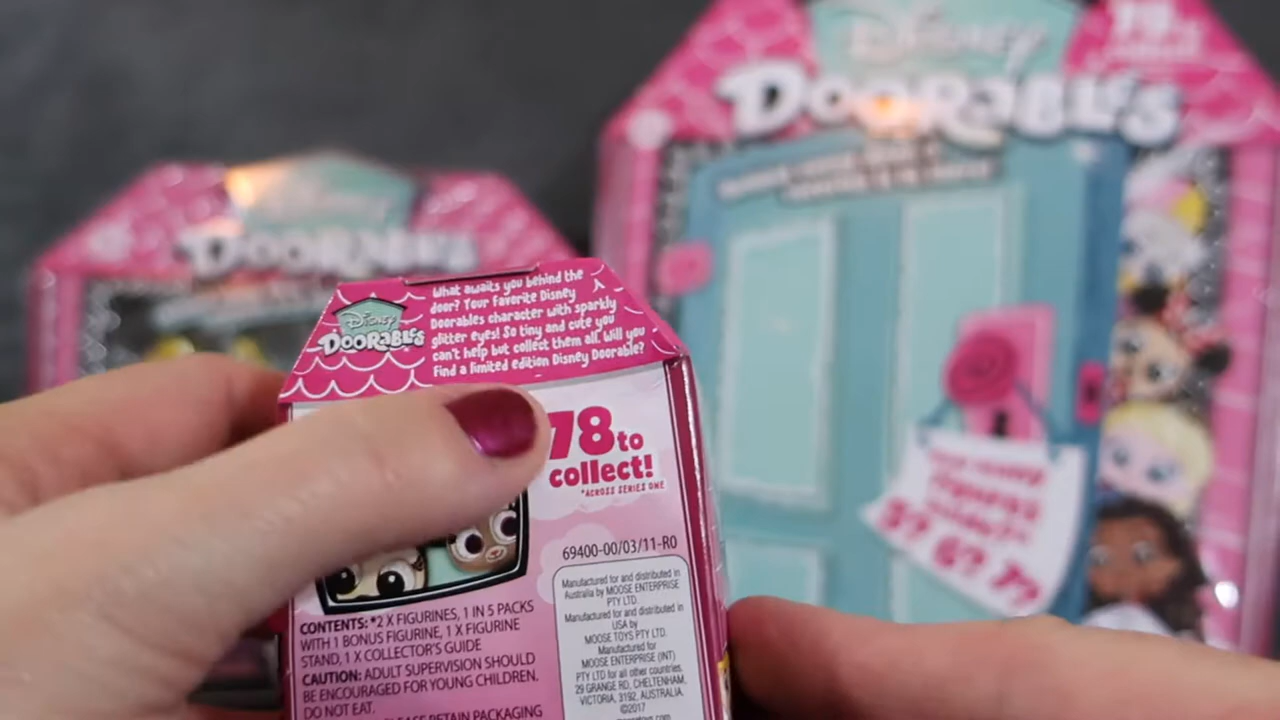 Disney
DOORABLES
DOORABLES
5? 6? 7?
Disney
DOORABLES
What awaits you behind the
door? Your favorite Disney
Doorables character with sparkly
glitter eyes! So tiny and cute you
can't help but collect them all. Will you
Find a limited edition Disney Doorable?
78 to
collect!
*ACROSS SERIES ONE
69400-00/03/11-R0
CONTENTS: *2 X FIGURINES, 1 IN 5 PACKS
WITH 1 BONUS FIGURINE, 1 X FIGURINE
STAND, 1 X COLLECTOR'S GUIDE
CAUTION: ADULT SUPERVISION SHOULD
BE ENCOURAGED FOR YOUNG CHILDREN.
DO NOT EAT.
RETAIN PACKAGING
Manufactured for and distributed in
Australia by MOOSE ENTERPRISE
PTY LTD.
Manufactured for and distributed in
USA by
MOOSE TOYS PTY LTD.
Manufactured for
MOOSE ENTERPRISE (INT)
PTY LTD for all other countries.
29 GRANGE RD, CHELTENHAM,
VICTORIA, 3192, AUSTRALIA.
©2017